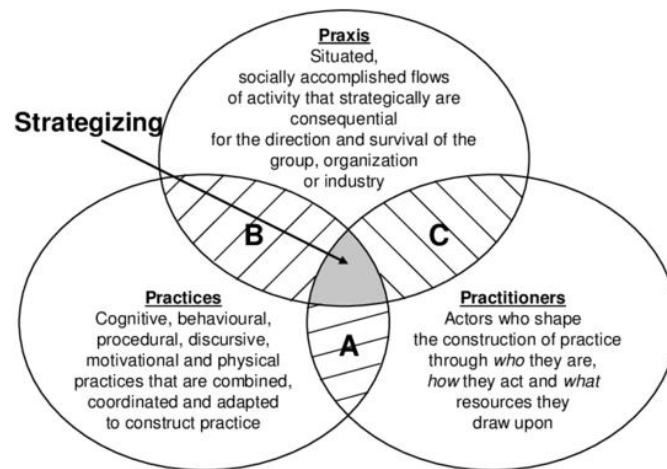 Praxis
Situated,
socially accomplished flows
of activity that strategically are
consequential
for the direction and survival of the
group, organization
or industry
Strategizing
B
C
Practices
Cognitive, behavioural,
procedural, discursive,
motivational and physical
practices that are combined,
coordinated and adapted
to construct practice
A
Practitioners
Actors who shape
the construction of practice
through who they are,
how they act and what
resources they
draw upon